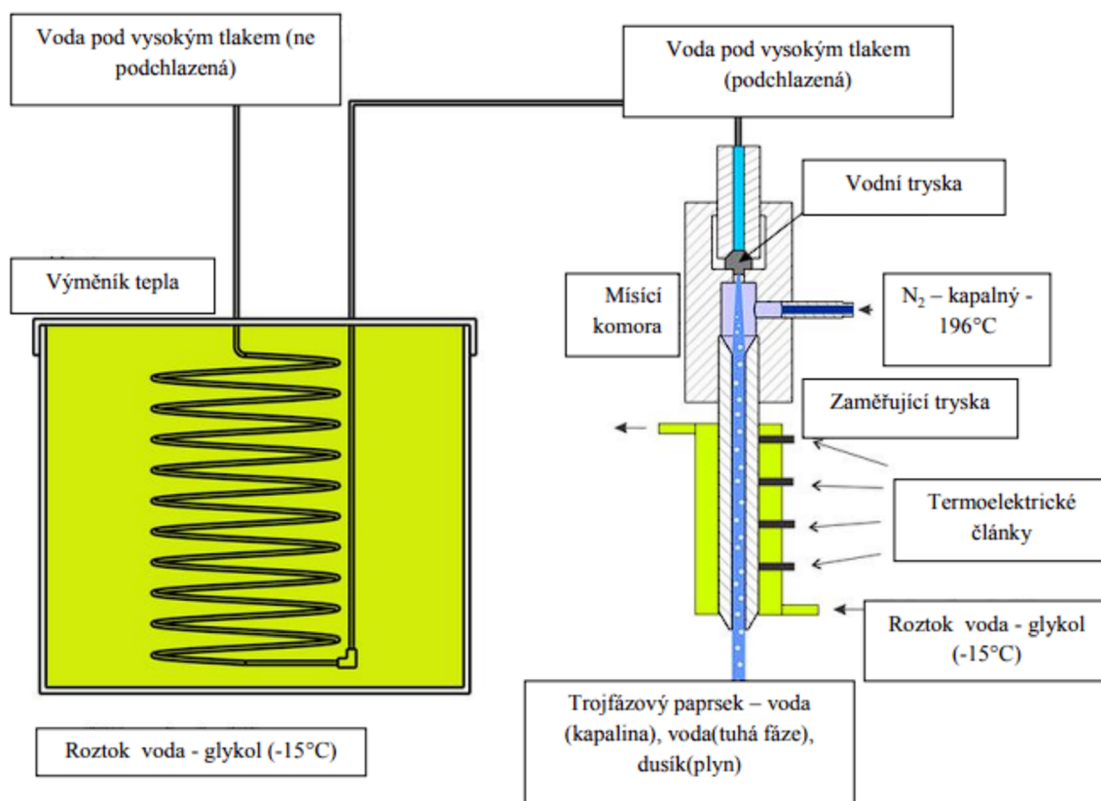 Voda pod vysokým tlakem (ne
podchlazená)
Voda pod vysokým tlakem
(podchlazená)
Vodní tryska
Výměník tepla
Mísící
komora
N₂ – kapalný -
196°C
Zaměřující tryska
Termoelektrické
články
Roztok voda - glykol
(-15°C)
Trojfázový paprsek – voda
(kapalina), voda(tuhá fáze),
dusík(plyn)
Roztok voda - glykol (-15°C)